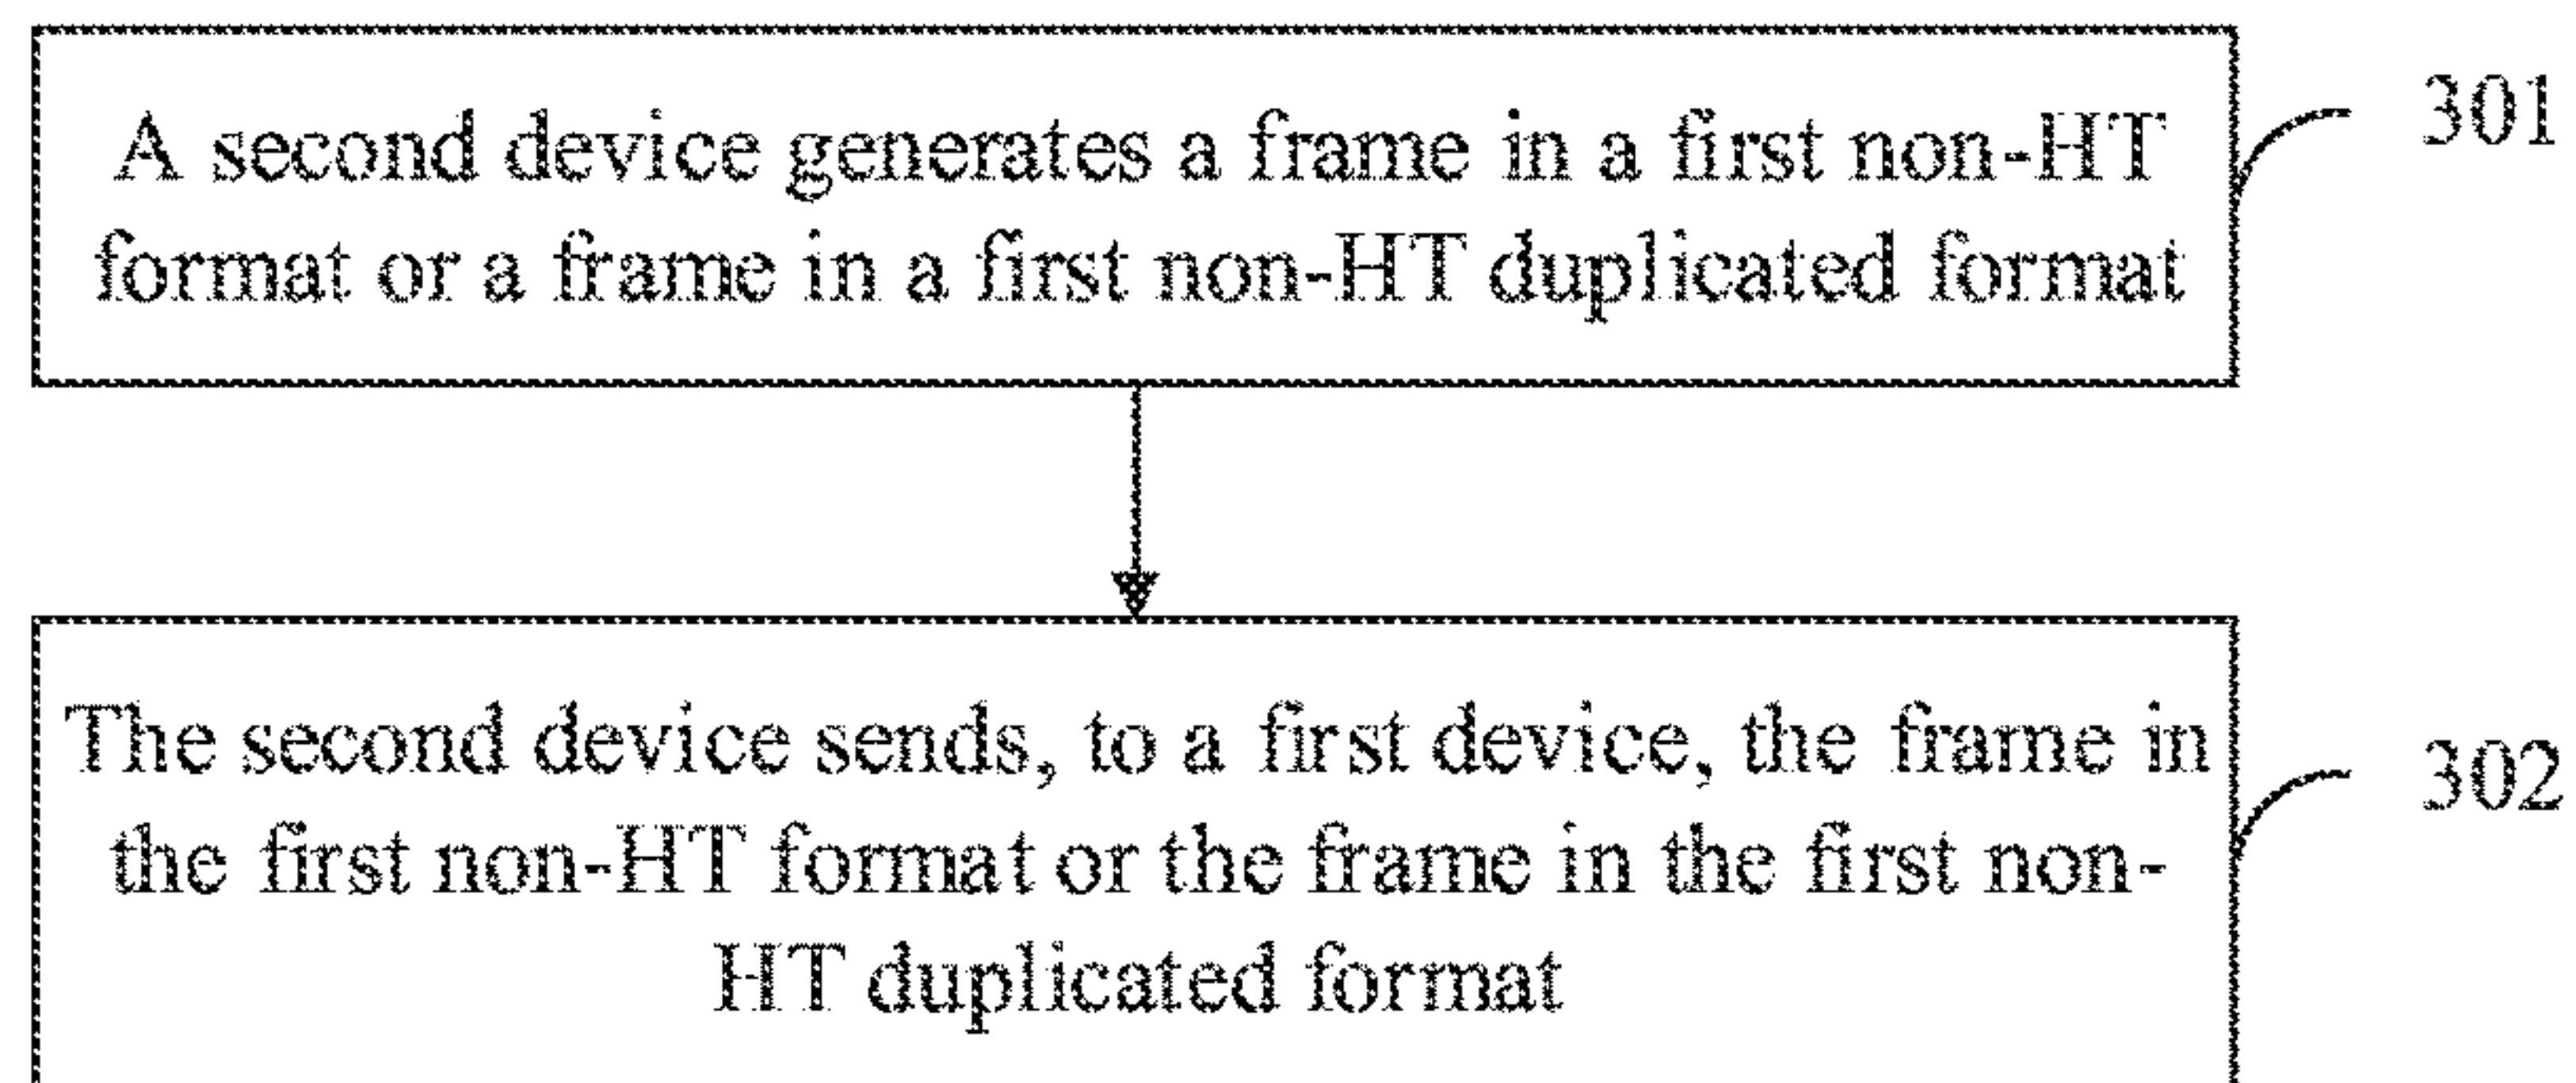 A second device generates a frame in a first non-HT
format or a frame in a first non-HT duplicated format
301
The second device sends, to a first device, the frame in
the first non-HT format or the frame in the first non-
HT duplicated format
302